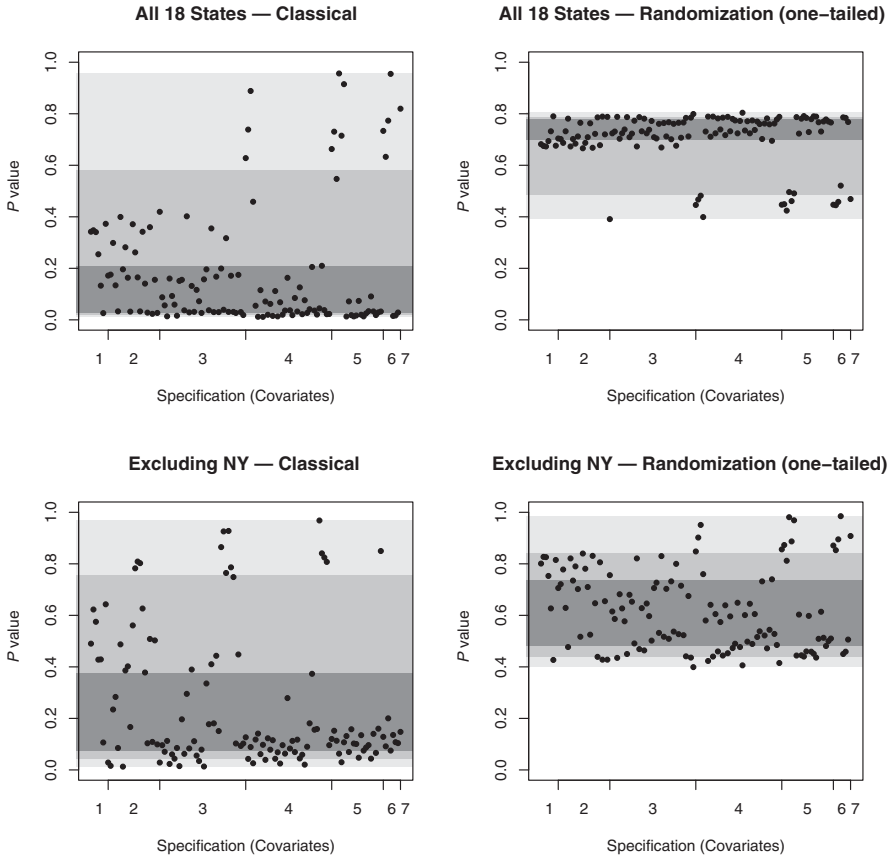 All 18 States — Classical
P value
1.0
0.8
0.6
0.4
0.2
0.0
1 2 3 4 5 6 7
Specification (Covariates)
All 18 States — Randomization (one−tailed)
P value
1.0
0.8
0.6
0.4
0.2
0.0
1 2 3 4 5 6 7
Specification (Covariates)
Excluding NY — Classical
P value
1.0
0.8
0.6
0.4
0.2
0.0
1 2 3 4 5 6 7
Specification (Covariates)
Excluding NY — Randomization (one−tailed)
P value
1.0
0.8
0.6
0.4
0.2
0.0
1 2 3 4 5 6 7
Specification (Covariates)